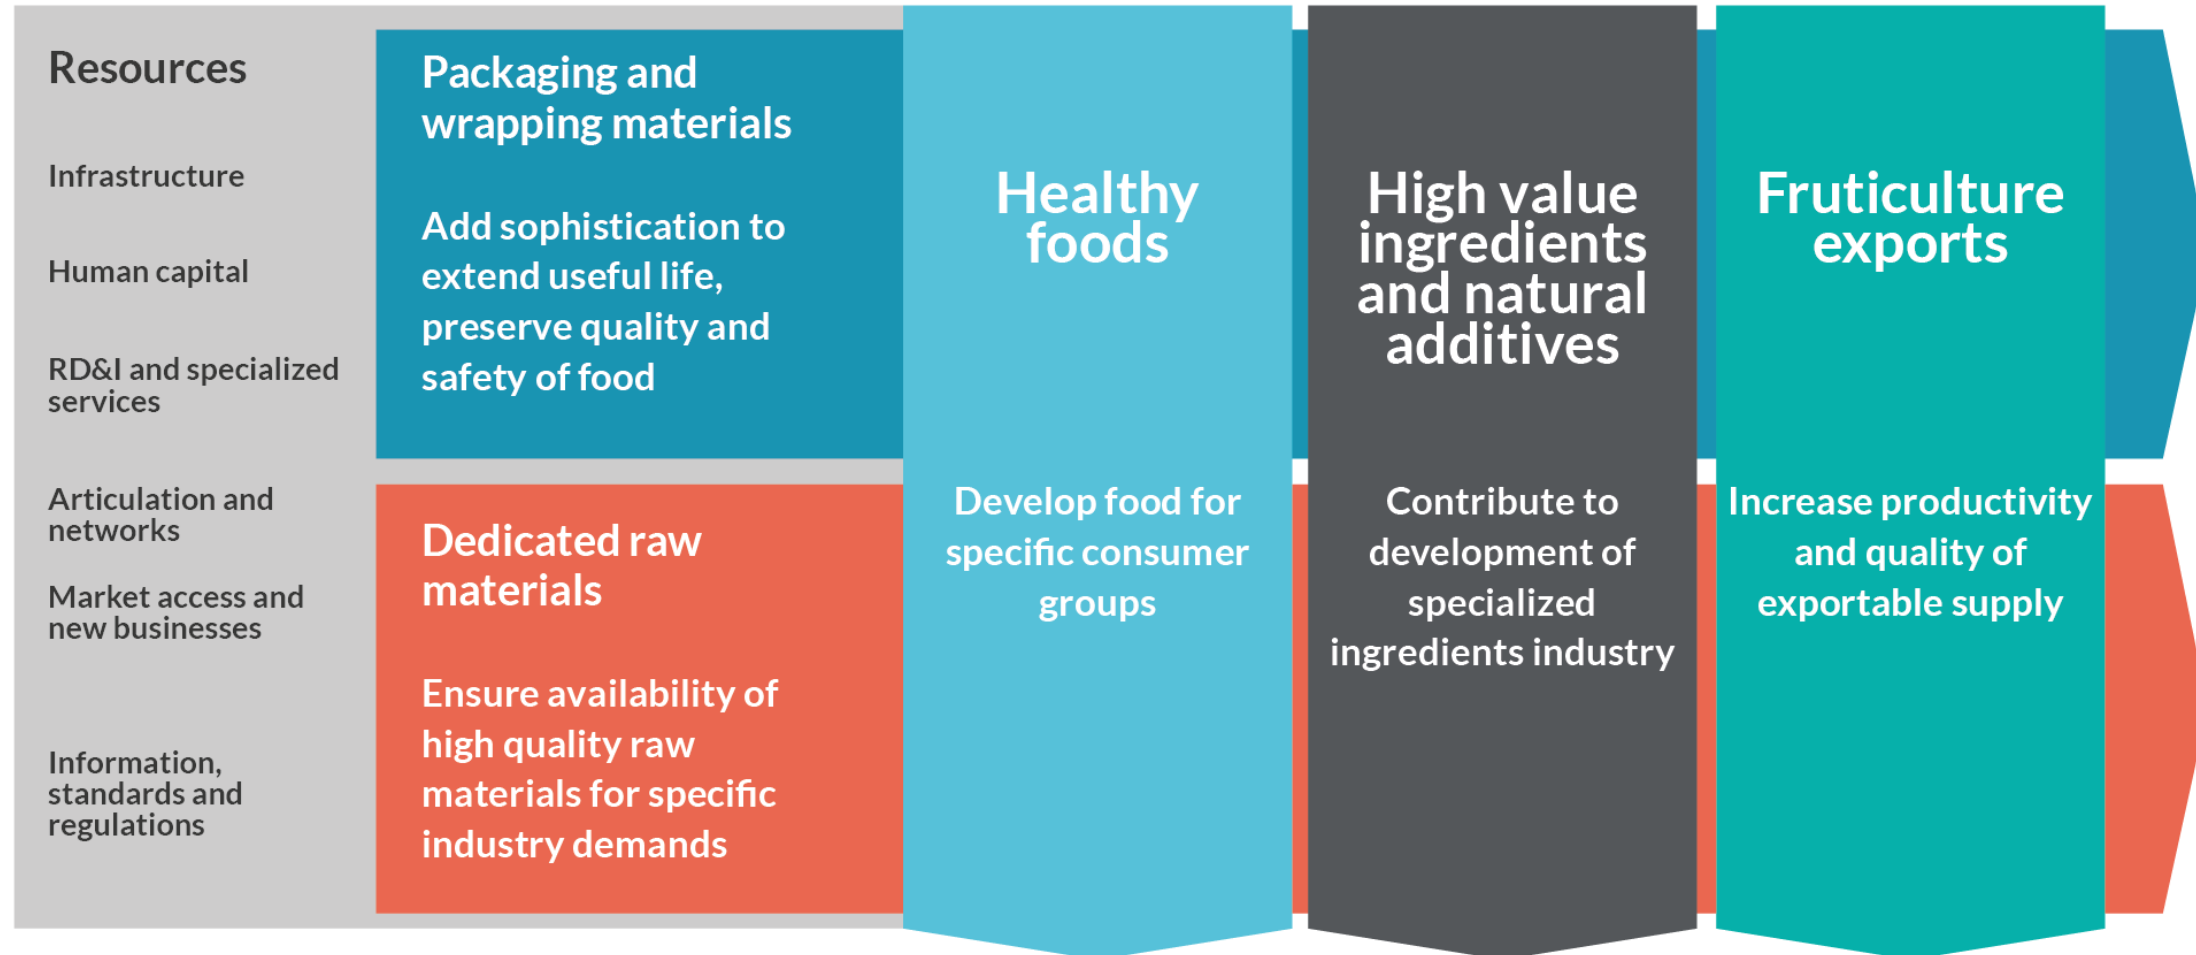 Resources
Infrastructure
Human capital
RD&I and specialized
services
Articulation and
networks
Market access and
new businesses
Information,
standards and
regulations
Packaging and
wrapping materials
Add sophistication to
extend useful life,
preserve quality and
safety of food
Dedicated raw
materials
Ensure availability of
high quality raw
materials for specific
industry demands
Healthy
foods
Develop food for
specific consumer
groups
High value
ingredients
and natural
additives
Contribute to
development of
specialized
ingredients industry
Fruticulture
exports
Increase productivity
and quality of
exportable supply